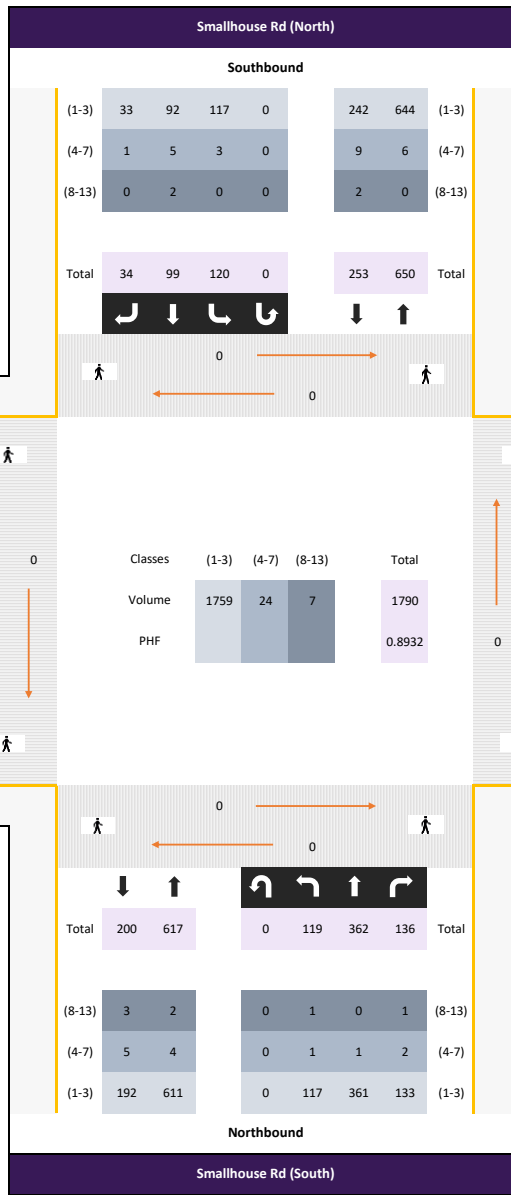 Smallhouse Rd (North)
Southbound
(1-3) 33 92 117 0 242 644 (1-3)
(4-7) 1 5 3 0 9 6 (4-7)
(8-13) 0 2 0 0 2 0 (8-13)
Total 34 99 120 0 253 650 Total
0
0
0
Classes (1-3) (4-7) (8-13) Total
Volume 1759 24 7 1790
PHF 0.8932
0
0
0
Total 200 617 0 119 362 136 Total
(8-13) 3 2 0 1 0 1 (8-13)
(4-7) 5 4 0 1 1 2 (4-7)
(1-3) 192 611 0 117 361 133 (1-3)
Northbound
Smallhouse Rd (South)